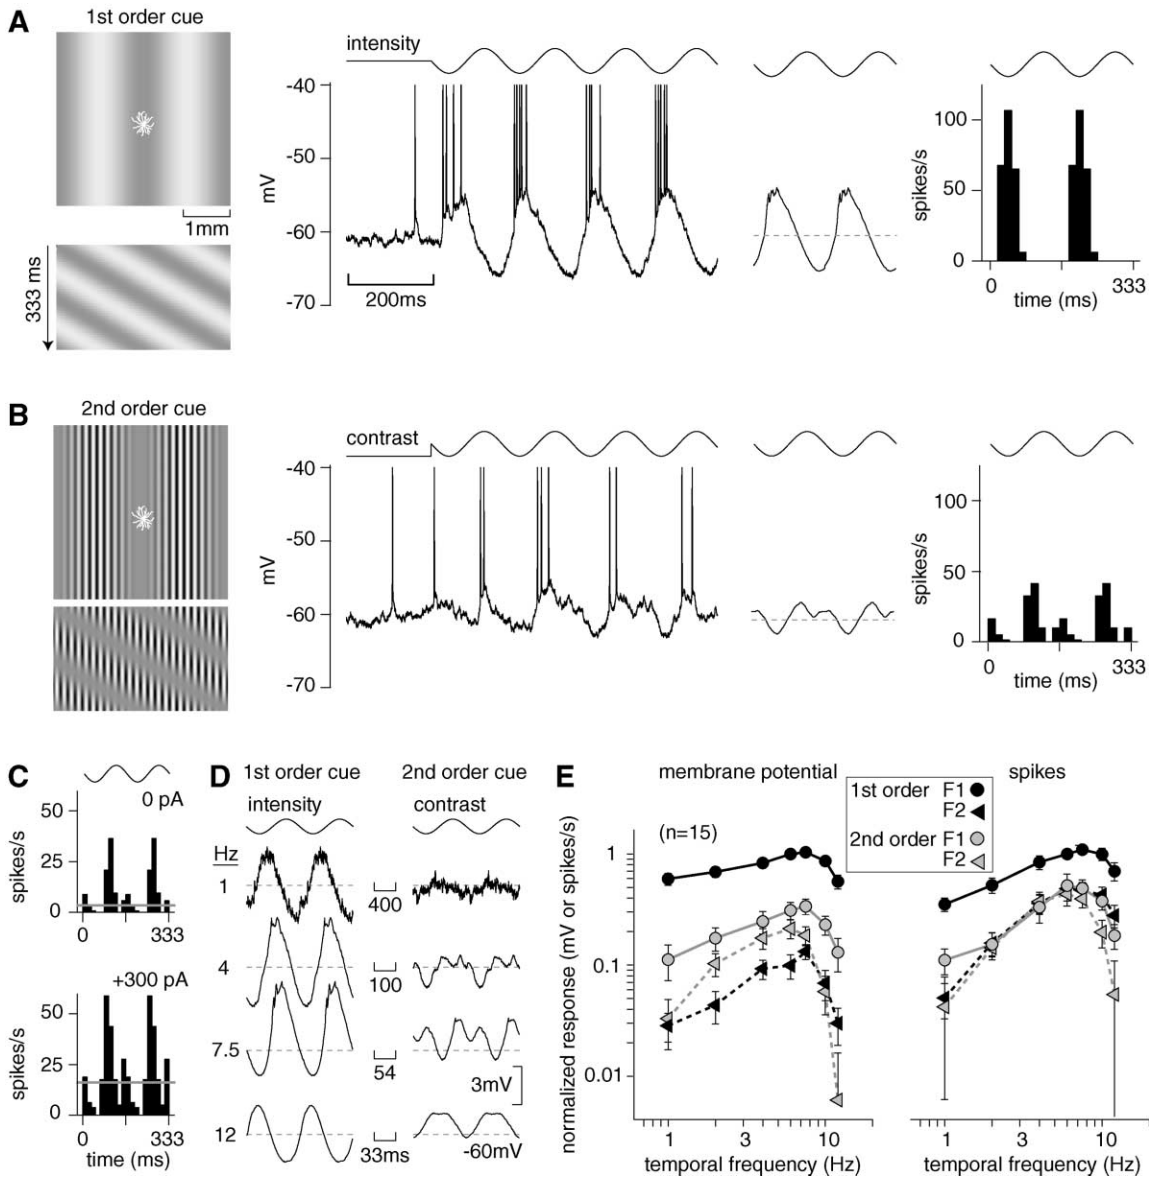 A
1st order cue
1mm
333 ms
intensity
-40
-50
-60
-70
mV
200ms
100
50
0
spikes/s
0
333
time (ms)
B
2nd order cue
contrast
-40
-50
-60
-70
mV
100
50
0
spikes/s
0
333
time (ms)
C
0 pA
50
25
0
spikes/s
0
333
+300 pA
50
25
0
spikes/s
0
333
time (ms)
D
1st order cue
2nd order cue
intensity
contrast
Hz
1
400
4
100
7.5
54
3mV
12
33ms
-60mV
E
membrane potential
spikes
1st order F1
F2
2nd order F1
F2
(n=15)
normalized response (mV or spikes/s)
1
0.1
0.01
1
3
10
temporal frequency (Hz)
1
3
10
temporal frequency (Hz)